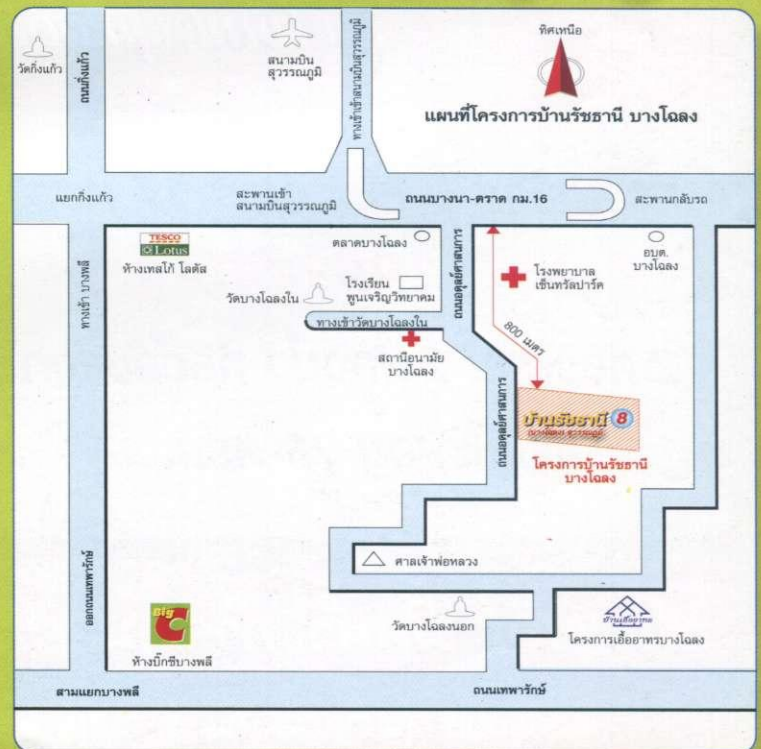 วัดกิ่งแก้ว
ถนนกิ่งแก้ว
สนามบิน
สุวรรณภูมิ
ทางเข้าสนามบินสุวรรณภูมิ
ทิศเหนือ
แผนที่โครงการบ้านรัชธานี บางโฉลง
แยกกิ่งแก้ว
สะพานเข้า
สนามบินสุวรรณภูมิ
ถนนบางนา-ตราด กม.16
สะพานกลับรถ
TESCO
Lotus
ห้างเทสโก้ โลตัส
ตลาดบางโฉลง
โรงเรียน
พูนเจริญวิทยาคม
วัดบางโฉลงใน
ทางเข้าวัดบางโฉลงใน
สถานีอนามัย
บางโฉลง
ถนนอดุลย์ศาสนการ
โรงพยาบาล
เซ็นทรัลปาร์ค
อบต.
บางโฉลง
800 เมตร
ทางเข้า บางพลี
ถนนอดุลย์ศาสนการ
บ้านรัชธานี 8
โครงการบ้านรัชธานี
บางโฉลง
ศาลเจ้าพ่อหลวง
ออกถนนเทพารักษ์
Big
C
ห้างบิ๊กซีบางพลี
วัดบางโฉลงนอก
บ้านเอื้ออาทร
โครงการเอื้ออาทรบางโฉลง
สามแยกบางพลี
ถนนเทพารักษ์